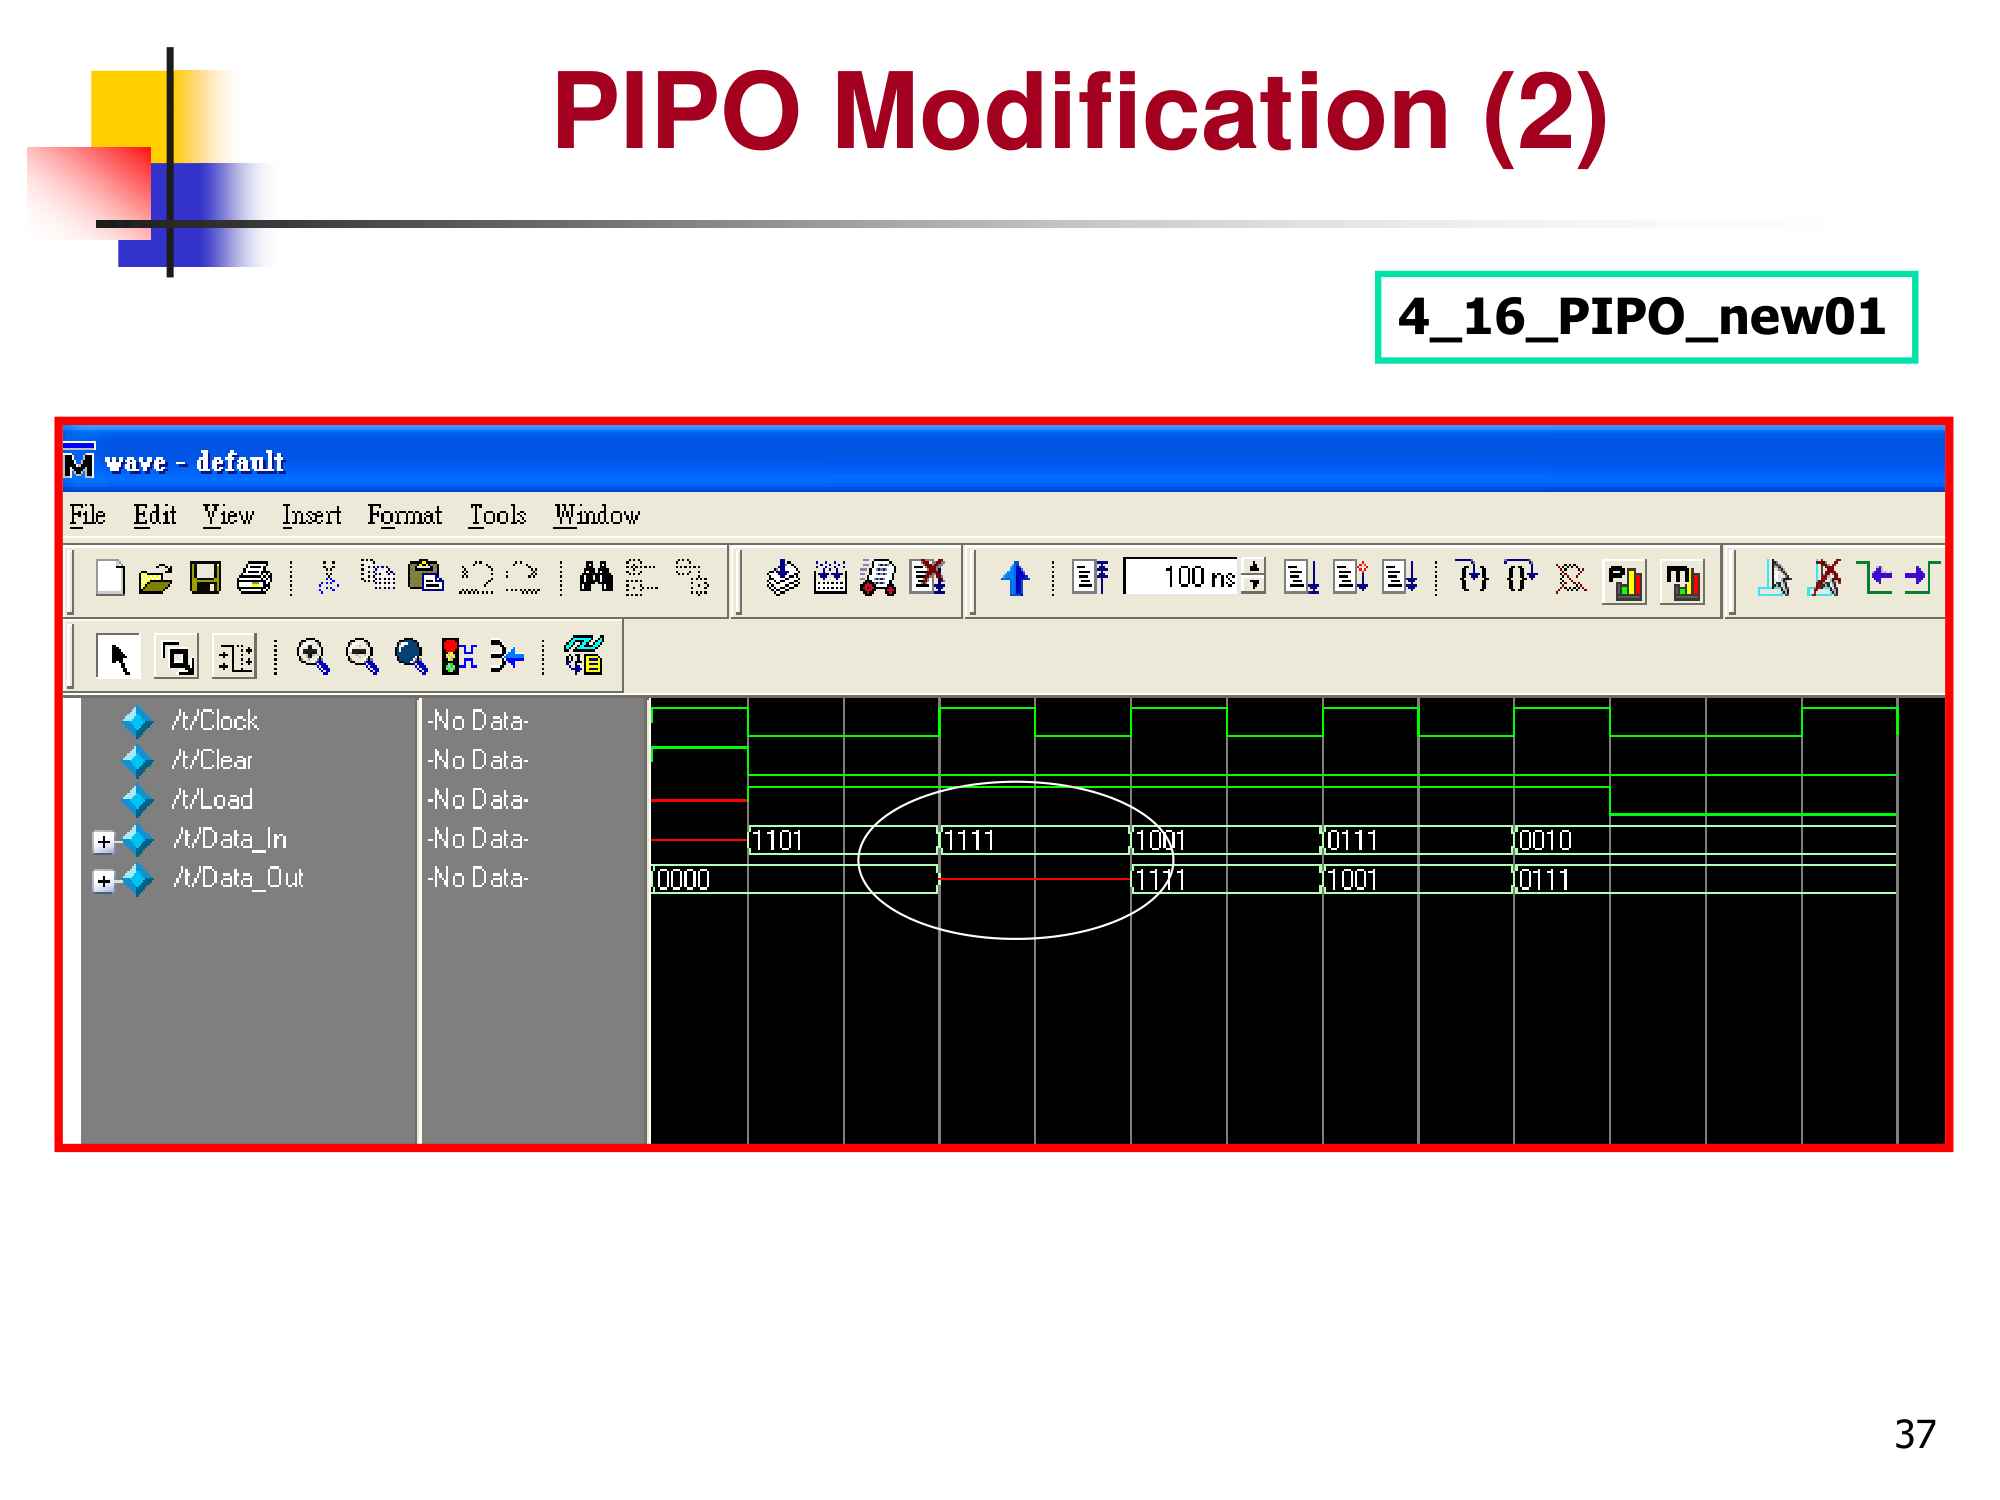 PIPO Modification (2)
4_16_PIPO_new01
wave - default
File Edit View Insert Format Tools Window
100 ns
/t/Clock -No Data-
/t/Clear -No Data-
/t/Load -No Data-
/t/Data_In -No Data- 1101 1111 1001 0111 0010
/t/Data_Out -No Data- 0000 1111 1001 0111
37